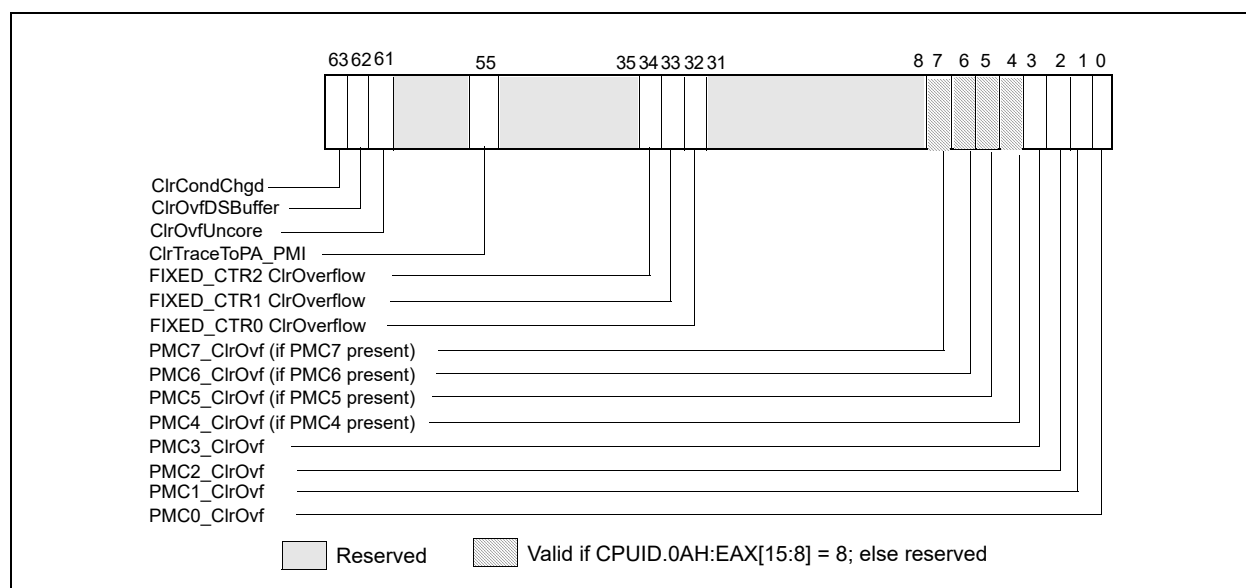 63 62 61 55 35 34 33 32 31 8 7 6 5 4 3 2 1 0
ClrCondChgd
ClrOvfDSBuffer
ClrOvfUncore
ClrTraceToPA_PMI
FIXED_CTR2 ClrOverflow
FIXED_CTR1 ClrOverflow
FIXED_CTR0 ClrOverflow
PMC7_ClrOvf (if PMC7 present)
PMC6_ClrOvf (if PMC6 present)
PMC5_ClrOvf (if PMC5 present)
PMC4_ClrOvf (if PMC4 present)
PMC3_ClrOvf
PMC2_ClrOvf
PMC1_ClrOvf
PMC0_ClrOvf
Reserved Valid if CPUID.0AH:EAX[15:8] = 8; else reserved